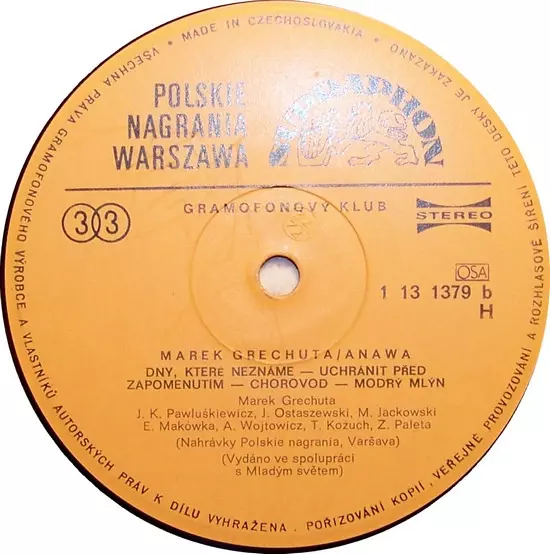 VŠECHNA PRÁVA GRAMOFONOVÉHO VÝROBCE A VLASTNÍKŮ AUTORSKÝCH PRÁV K DÍLU VYHRAŽENA . POŘIZOVÁNÍ KOPIÍ , VEŘEJNÉ PROVOZOVÁNÍ A ROZHLASOVÉ ŠÍŘENÍ TÉTO DESKY JE ZAKÁZÁNO
• MADE IN CZECHOSLOVAKIA •
POLSKIE
NAGRANIA
WARSZAWA
SUPRAPHON
GRAMOFONOVÝ KLUB
33
STEREO
OSA
1 13 1379 b
H
MAREK GRECHUTA/ANAWA
DNY, KTERÉ NEZNÁME — UCHRÁNIT PŘED
ZAPOMENUTÍM — CHOROVOD — MODRÝ MLÝN
Marek Grechuta
J. K. Pawluśkiewicz, J. Ostaszewski, M. Jackowski
E. Makówka, A. Wojtowicz, T. Kożuch, Z. Paleta
(Nahrávky Polskie nagrania, Varšava)
(Vydáno ve spolupráci
s Mladým světem)